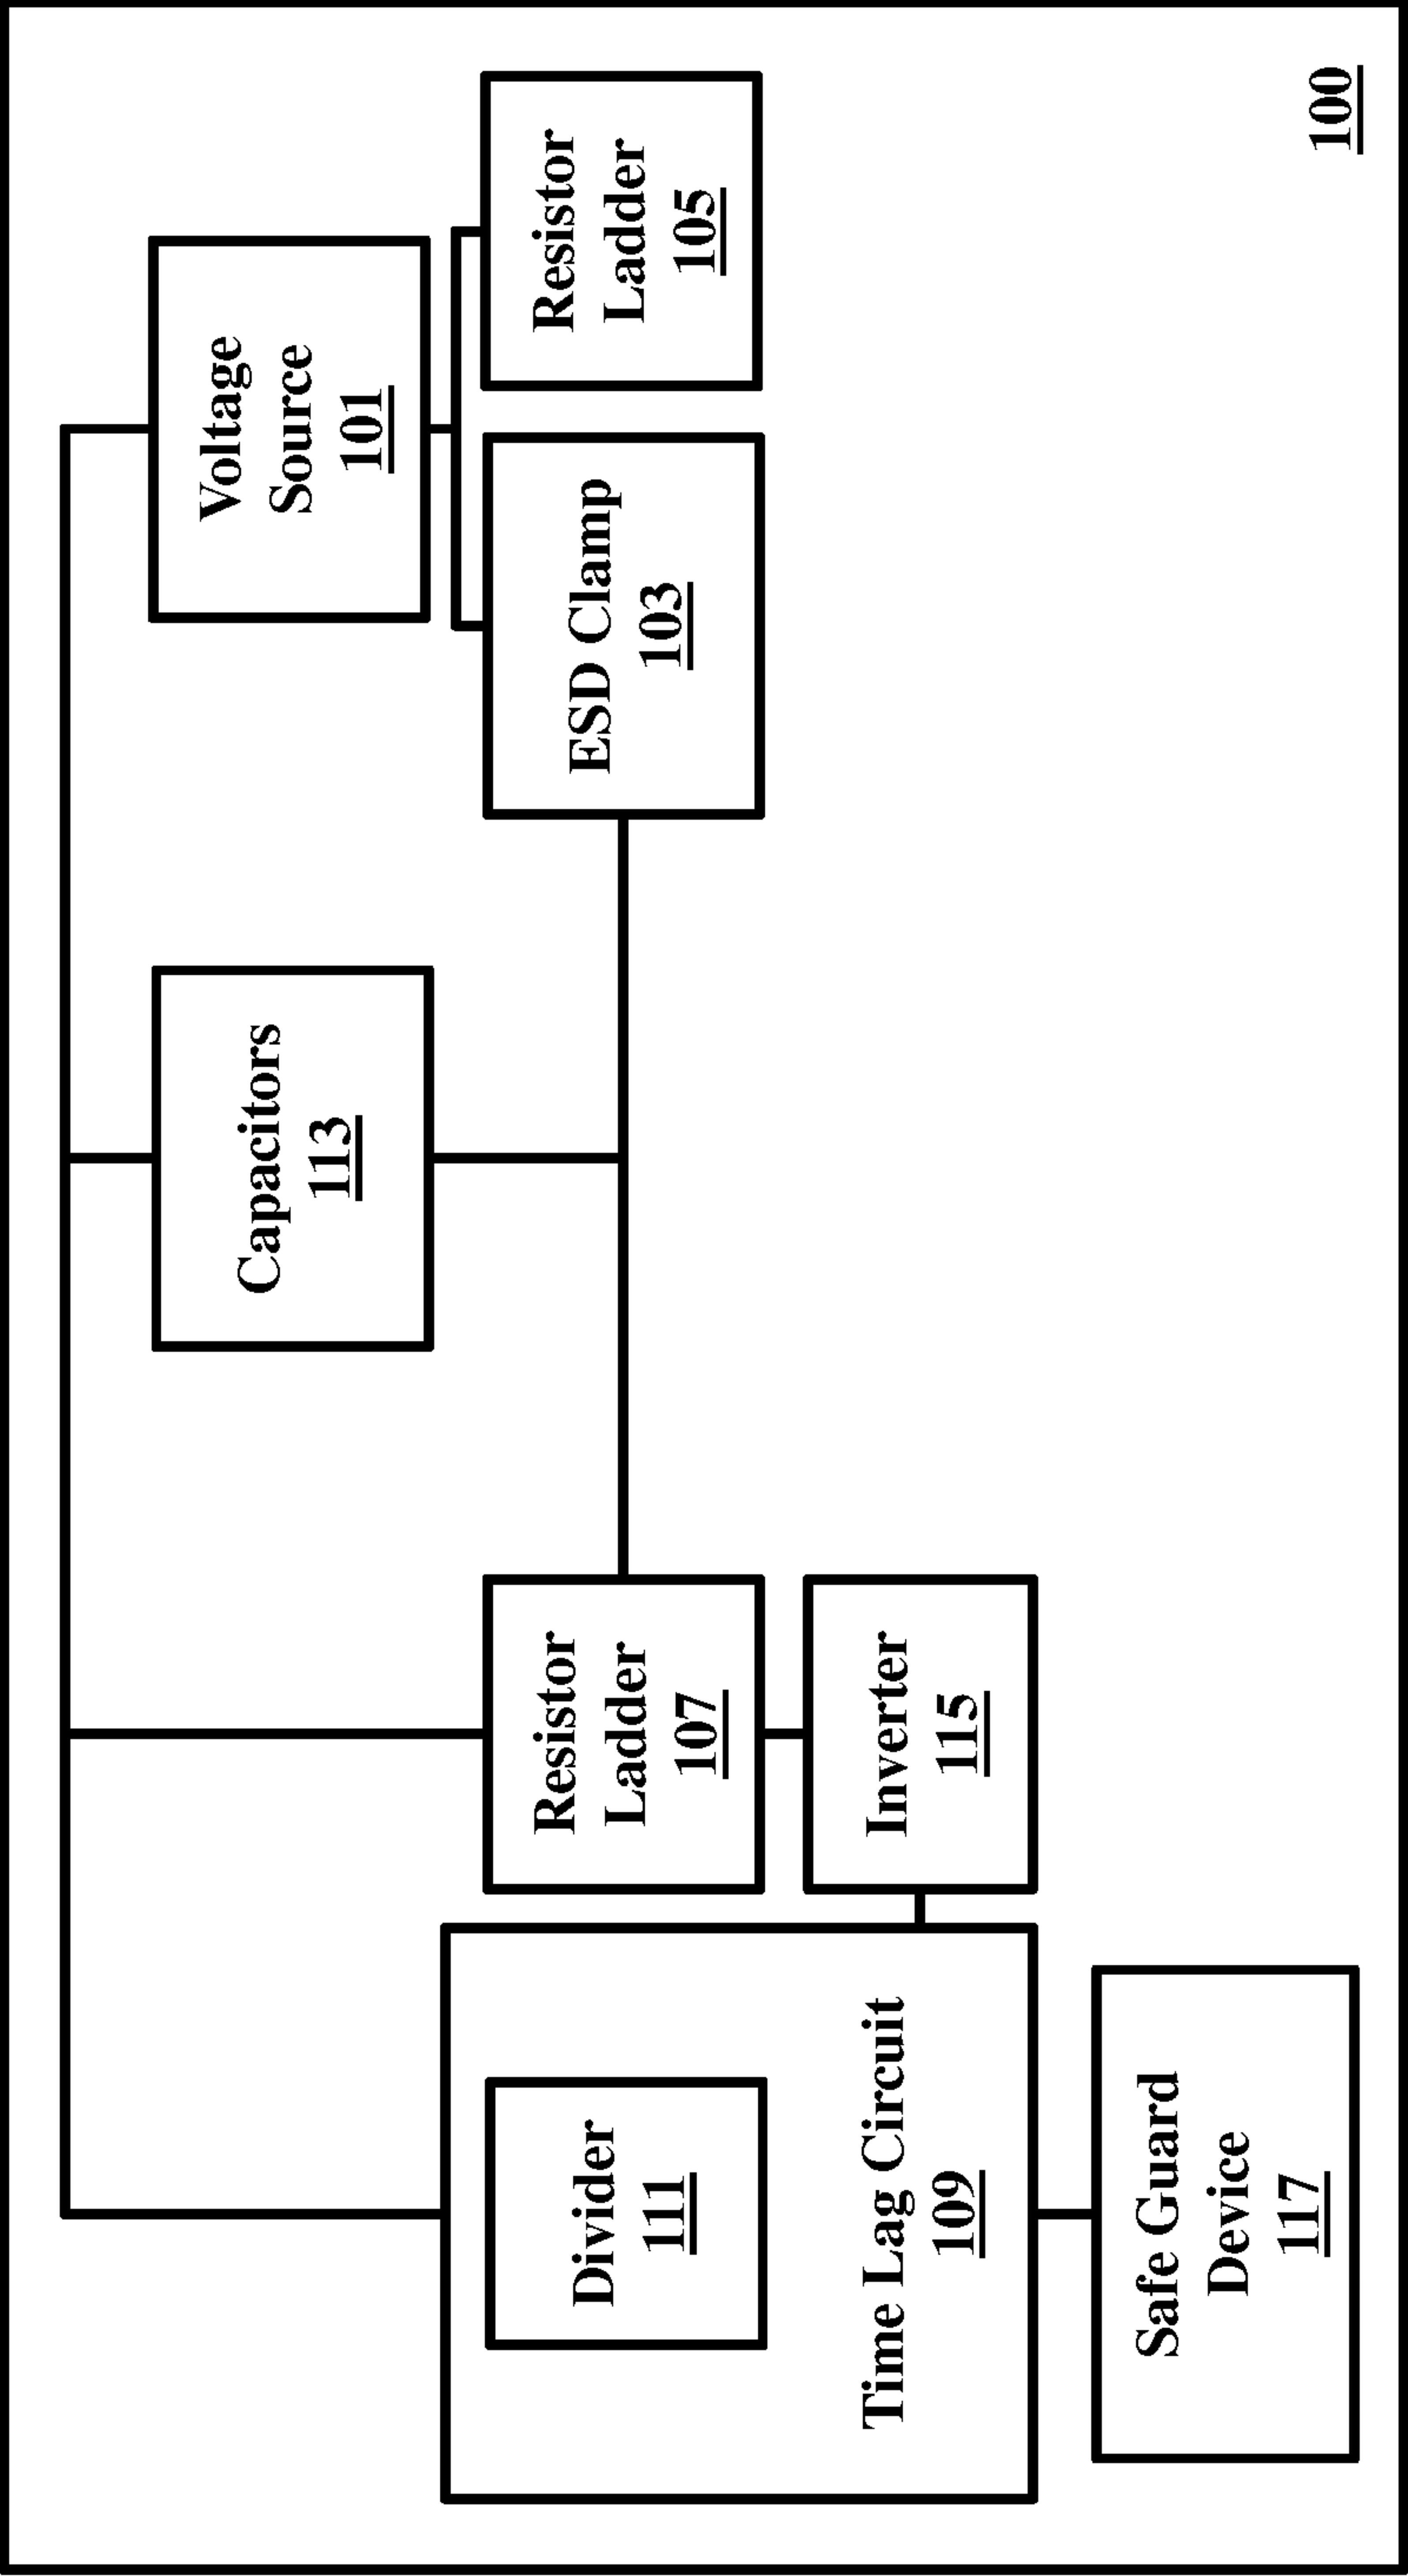 Divider
111
Time Lag Circuit
109
Safe Guard
Device
117
Resistor
Ladder
107
Inverter
115
Capacitors
113
Voltage
Source
101
ESD Clamp
103
Resistor
Ladder
105
100